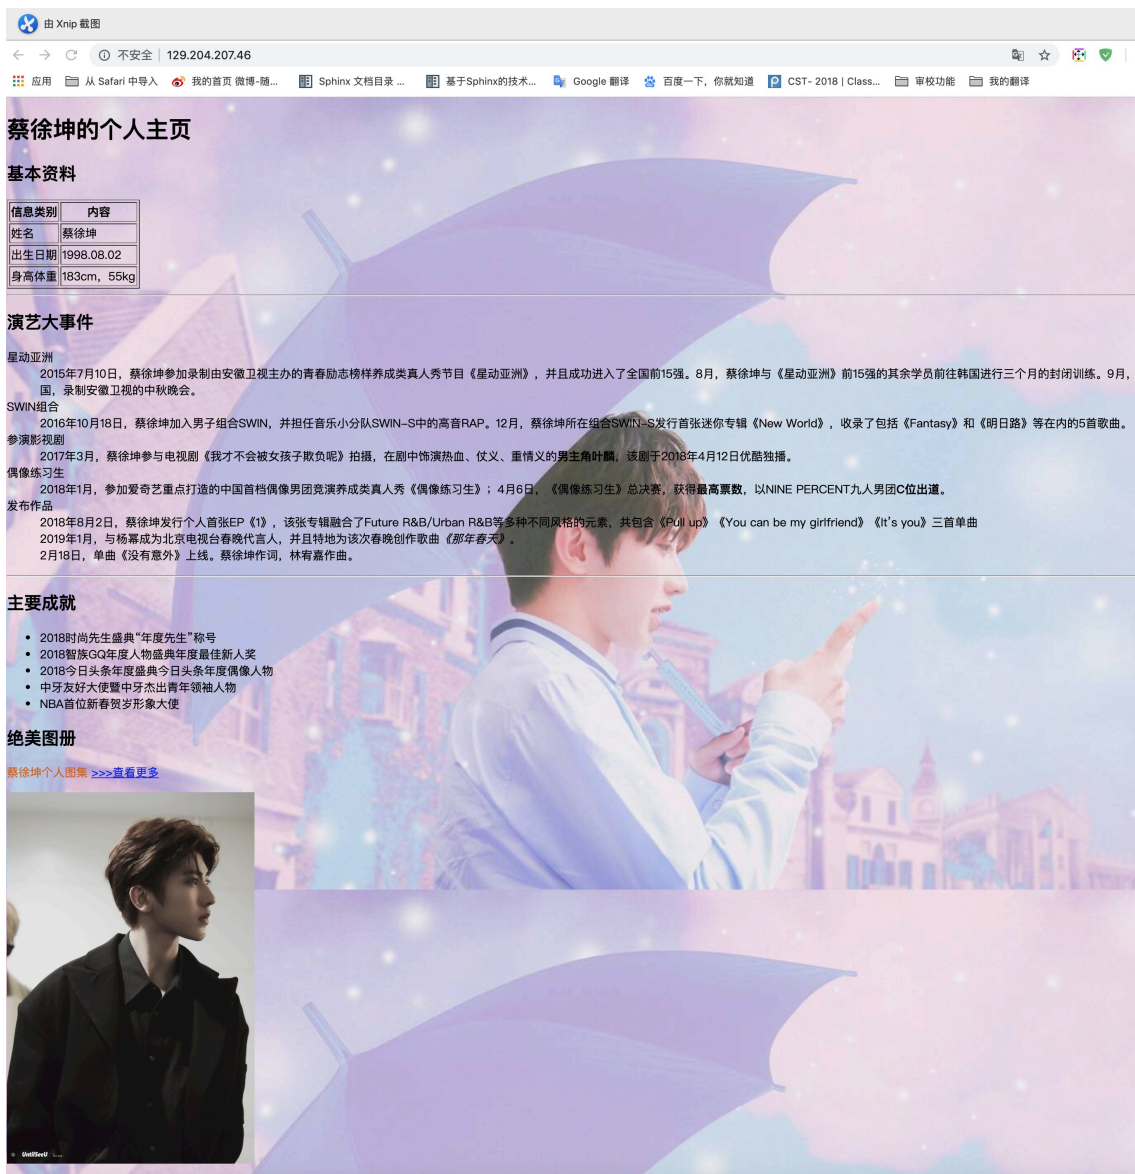 由 Xnip 截图
不安全 129.204.207.46
应用 从 Safari 中导入 我的首页 微博-随... Sphinx 文档目录 ... 基于Sphinx的技术... Google 翻译 百度一下，你就知道 CST- 2018 | Class... 审校功能 我的翻译
蔡徐坤的个人主页
基本资料
信息类别 内容
姓名 蔡徐坤
出生日期 1998.08.02
身高体重 183cm，55kg
演艺大事件
星动亚洲
2015年7月10日，蔡徐坤参加录制由安徽卫视主办的青春励志榜样养成类真人秀节目《星动亚洲》，并且成功进入了全国前15强。8月，蔡徐坤与《星动亚洲》前15强的其余学员前往韩国进行三个月的封闭训练。9月，
国，录制安徽卫视的中秋晚会。
SWIN组合
2016年10月18日，蔡徐坤加入男子组合SWIN，并担任音乐小分队SWIN-S中的高音RAP。12月，蔡徐坤所在组合SWIN-S发行首张迷你专辑《New World》，收录了包括《Fantasy》和《明日路》等在内的5首歌曲。
参演影视剧
2017年3月，蔡徐坤参与电视剧《我才不会被女孩子欺负呢》拍摄，在剧中饰演热血、仗义、重情义的男主角叶麟，该剧于2018年4月12日优酷独播。
偶像练习生
2018年1月，参加爱奇艺重点打造的中国首档偶像男团竞演养成类真人秀《偶像练习生》；4月6日，《偶像练习生》总决赛，获得最高票数，以NINE PERCENT九人男团C位出道。
发布作品
2018年8月2日，蔡徐坤发行个人首张EP《1》，该张专辑融合了Future R&B/Urban R&B等多种不同风格的元素，共包含《Pull up》《You can be my girlfriend》《It's you》三首单曲
2019年1月，与杨幂成为北京电视台春晚代言人，并且特地为该次春晚创作歌曲《那年春天》。
2月18日，单曲《没有意外》上线。蔡徐坤作词，林宥嘉作曲。
主要成就
• 2018时尚先生盛典“年度先生”称号
• 2018智族GQ年度人物盛典年度最佳新人奖
• 2018今日头条年度盛典今日头条年度偶像人物
• 中牙友好大使暨中牙杰出青年领袖人物
• NBA首位新春贺岁形象大使
绝美图册
蔡徐坤个人图集 >>>查看更多
UntilSeeU